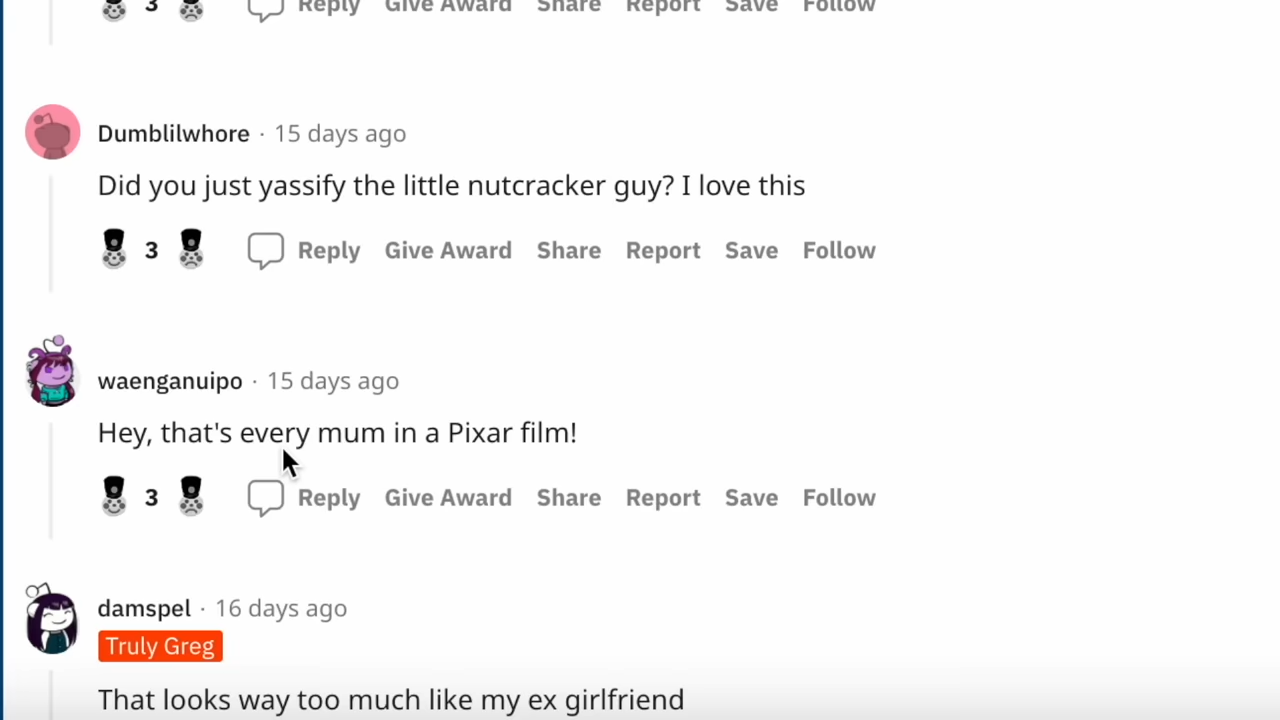 3 Reply Give Award Share Report Save Follow
Dumblilwhore · 15 days ago
Did you just yassify the little nutcracker guy? I love this
3 Reply Give Award Share Report Save Follow
waenganuipo · 15 days ago
Hey, that's every mum in a Pixar film!
3 Reply Give Award Share Report Save Follow
damspel · 16 days ago
Truly Greg
That looks way too much like my ex girlfriend